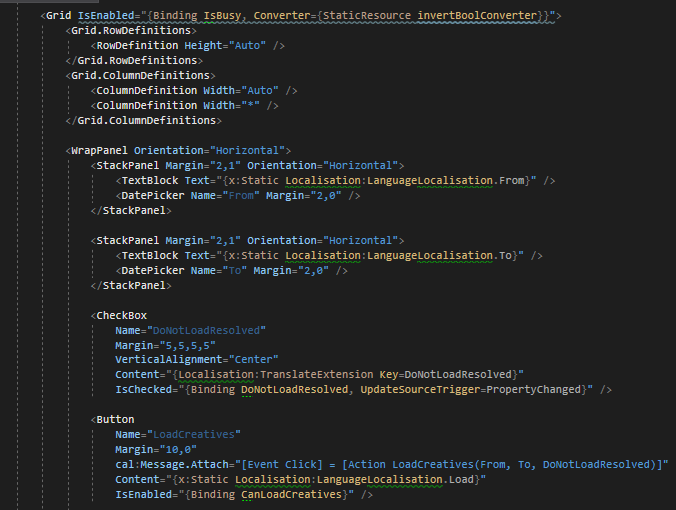 <Grid IsEnabled="{Binding IsBusy, Converter={StaticResource invertBoolConverter}}">
<Grid.RowDefinitions>
<RowDefinition Height="Auto" />
</Grid.RowDefinitions>
<Grid.ColumnDefinitions>
<ColumnDefinition Width="Auto" />
<ColumnDefinition Width="*" />
</Grid.ColumnDefinitions>
<WrapPanel Orientation="Horizontal">
<StackPanel Margin="2,1" Orientation="Horizontal">
<TextBlock Text="{x:Static Localisation:LanguageLocalisation.From}" />
<DatePicker Name="From" Margin="2,0" />
</StackPanel>
<StackPanel Margin="2,1" Orientation="Horizontal">
<TextBlock Text="{x:Static Localisation:LanguageLocalisation.To}" />
<DatePicker Name="To" Margin="2,0" />
</StackPanel>
<CheckBox
Name="DoNotLoadResolved"
Margin="5,5,5,5"
VerticalAlignment="Center"
Content="{Localisation:TranslateExtension Key=DoNotLoadResolved}"
IsChecked="{Binding DoNotLoadResolved, UpdateSourceTrigger=PropertyChanged}" />
<Button
Name="LoadCreatives"
Margin="10,0"
cal:Message.Attach="[Event Click] = [Action LoadCreatives(From, To, DoNotLoadResolved)]"
Content="{x:Static Localisation:LanguageLocalisation.Load}"
IsEnabled="{Binding CanLoadCreatives}" />